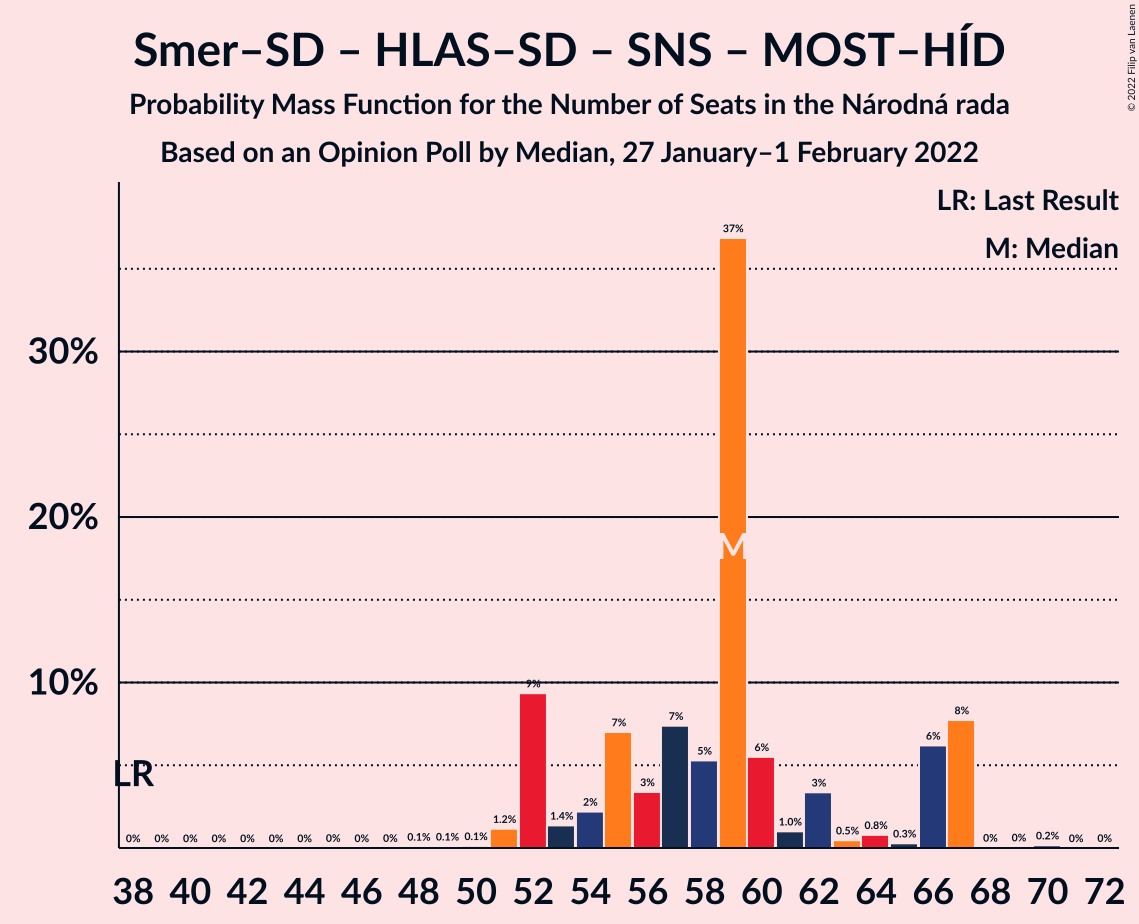 Smer–SD – HLAS–SD – SNS – MOST–HÍD
Probability Mass Function for the Number of Seats in the Národná rada
Based on an Opinion Poll by Median, 27 January–1 February 2022
© 2022 Filip van Laenen
LR: Last Result
M: Median
37%
30%
20%
M
10%
9%
8%
7%
7%
6%
6%
5%
LR
3%
3%
2%
1.2%
1.4%
1.0%
0.5%
0.8%
0.3%
0% 0% 0% 0% 0% 0% 0% 0% 0% 0% 0.1% 0.1% 0.1% 0% 0% 0.2% 0% 0%
38 40 42 44 46 48 50 52 54 56 58 60 62 64 66 68 70 72